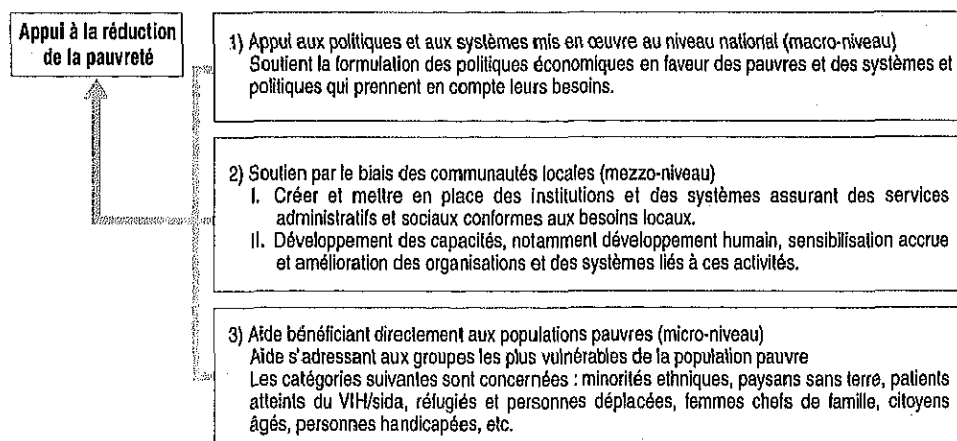 Appui à la réduction
de la pauvreté
1) Appui aux politiques et aux systèmes mis en œuvre au niveau national (macro-niveau)
Soutient la formulation des politiques économiques en faveur des pauvres et des systèmes et
politiques qui prennent en compte leurs besoins.
2) Soutien par le biais des communautés locales (mezzo-niveau)
I. Créer et mettre en place des institutions et des systèmes assurant des services
administratifs et sociaux conformes aux besoins locaux.
II. Développement des capacités, notamment développement humain, sensibilisation accrue
et amélioration des organisations et des systèmes liés à ces activités.
3) Aide bénéficiant directement aux populations pauvres (micro-niveau)
Aide s'adressant aux groupes les plus vulnérables de la population pauvre
Les catégories suivantes sont concernées : minorités ethniques, paysans sans terre, patients
atteints du VIH/sida, réfugiés et personnes déplacées, femmes chefs de famille, citoyens
âgés, personnes handicapées, etc.